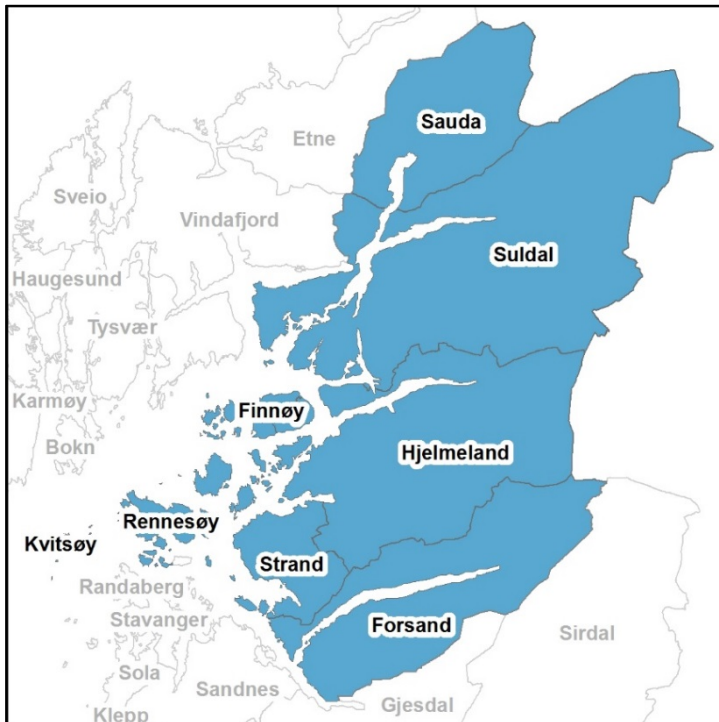 Sauda
Etne
Sveio
Vindafjord
Suldal
Haugesund
Tysvær
Karmøy
Finnøy
Bokn
Hjelmeland
Rennesøy
Kvitsøy
Strand
Randaberg
Stavanger
Forsand
Sirdal
Sola
Sandnes
Gjesdal
Klepp